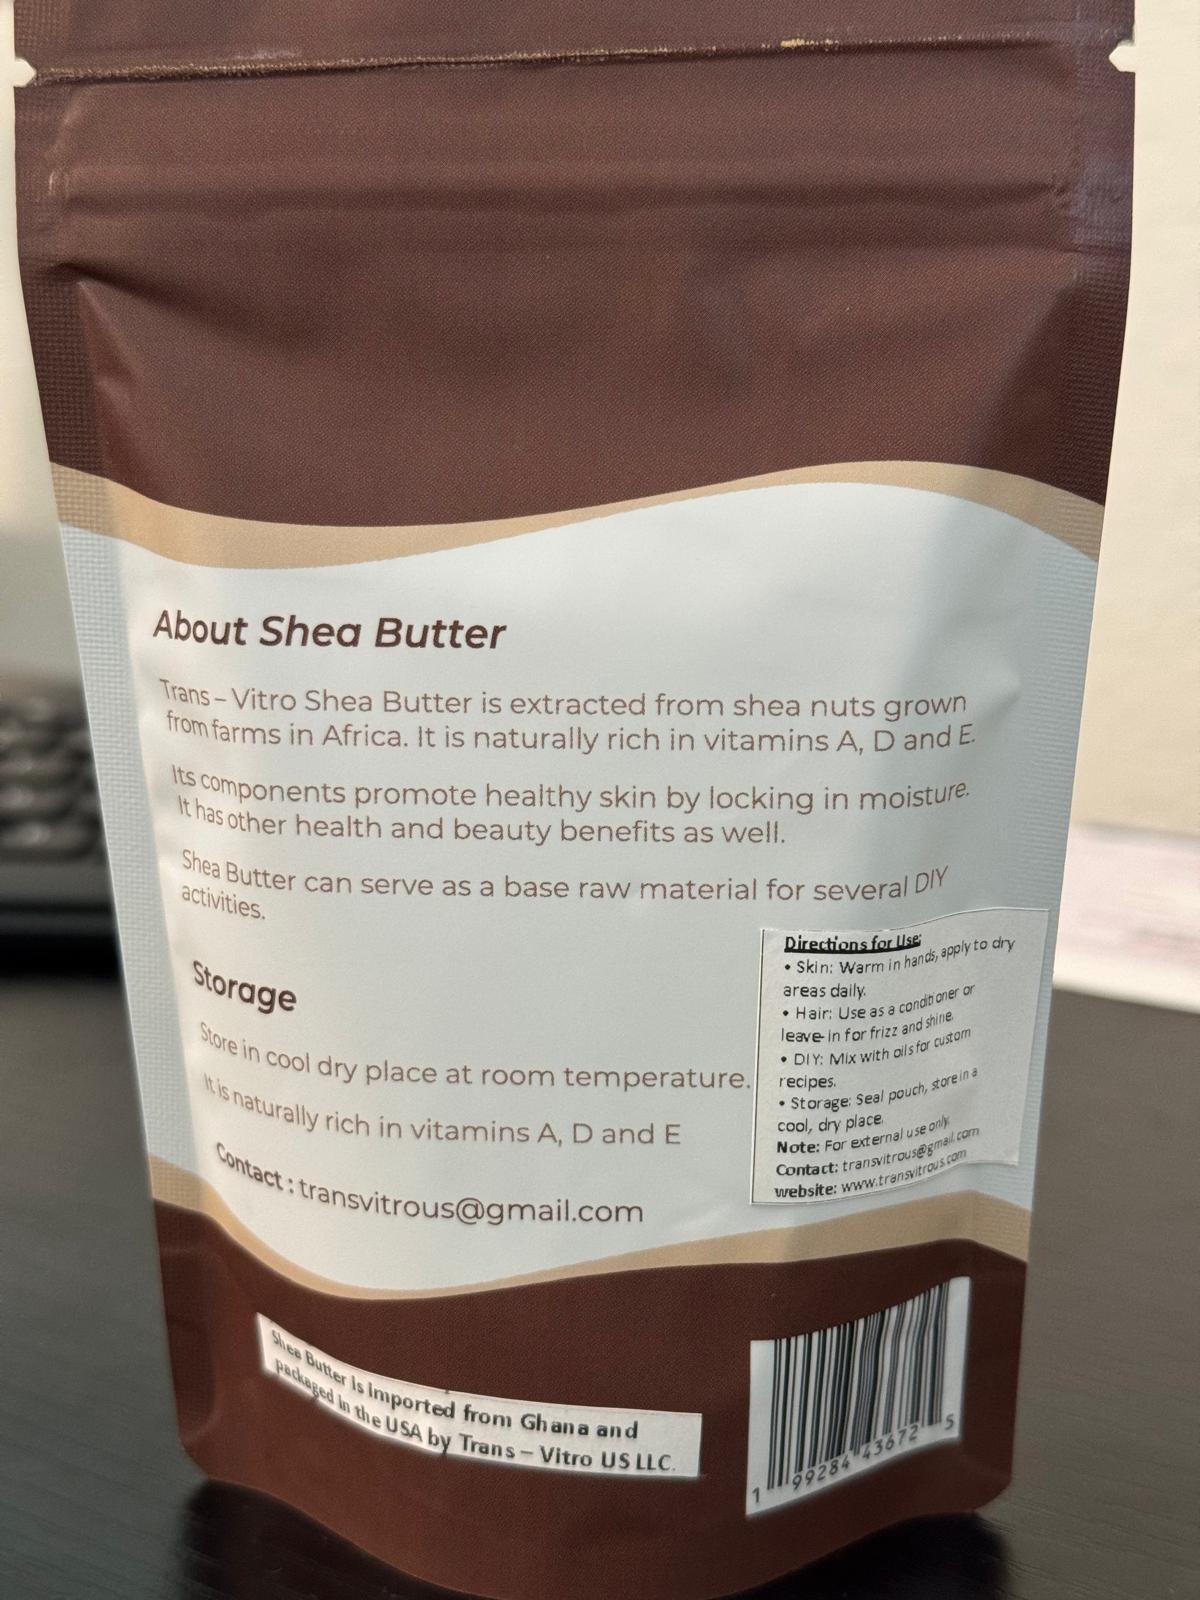 About Shea Butter
Trans – Vitro Shea Butter is extracted from shea nuts grown
from farms in Africa. It is naturally rich in vitamins A, D and E.
Its components promote healthy skin by locking in moisture.
It has other health and beauty benefits as well.
Shea Butter can serve as a base raw material for several DIY
activities.
Storage
Store in cool dry place at room temperature.
It is naturally rich in vitamins A, D and E
Contact : transvitrous@gmail.com
Directions for Use:
• Skin: Warm in hands, apply to dry
areas daily.
• Hair: Use as a conditioner or
leave-in for frizz and shine.
• DIY: Mix with oils for custom
recipes.
• Storage: Seal pouch, store in a
cool, dry place.
Note: For external use only.
Contact: transvitrous@gmail.com
website: www.transvitrous.com
Shea Butter is imported from Ghana and
packaged in the USA by Trans – Vitro US LLC.
1 99284 43672 5